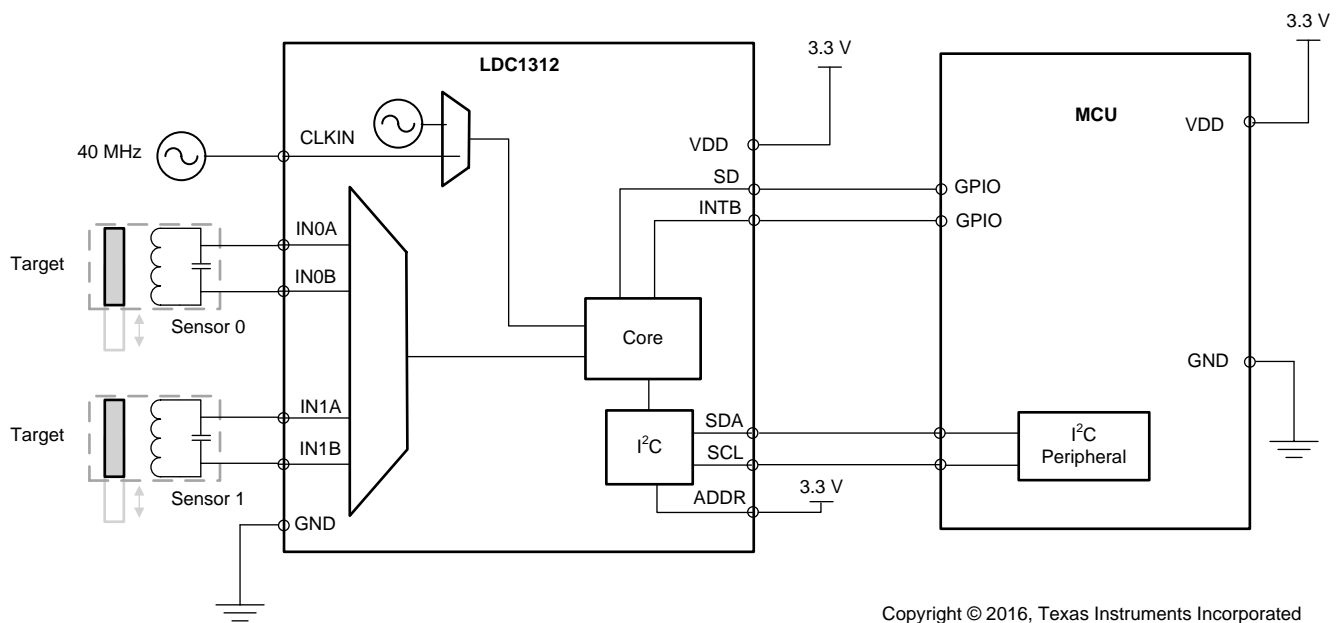 3.3 V
3.3 V
LDC1312
MCU
40 MHz
CLKIN
VDD
VDD
SD
GPIO
INTB
GPIO
IN0A
Target
IN0B
Sensor 0
Core
GND
IN1A
Target
IN1B
Sensor 1
I²C
SDA
SCL
I²C
Peripheral
ADDR
3.3 V
GND
Copyright © 2016, Texas Instruments Incorporated